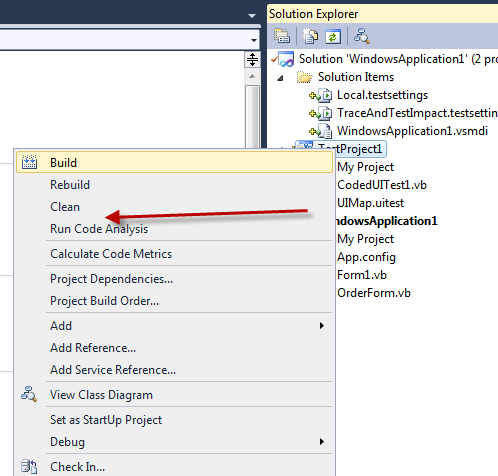 Solution Explorer
Solution 'WindowsApplication1' (2 pro
Solution Items
Local.testsettings
TraceAndTestImpact.testsettin
WindowsApplication1.vsmdi
TestProject1
My Project
CodedUITest1.vb
UIMap.uitest
ndowsApplication1
My Project
App.config
Form1.vb
OrderForm.vb
Build
Rebuild
Clean
Run Code Analysis
Calculate Code Metrics
Project Dependencies...
Project Build Order...
Add
Add Reference...
Add Service Reference...
View Class Diagram
Set as StartUp Project
Debug
Check In...